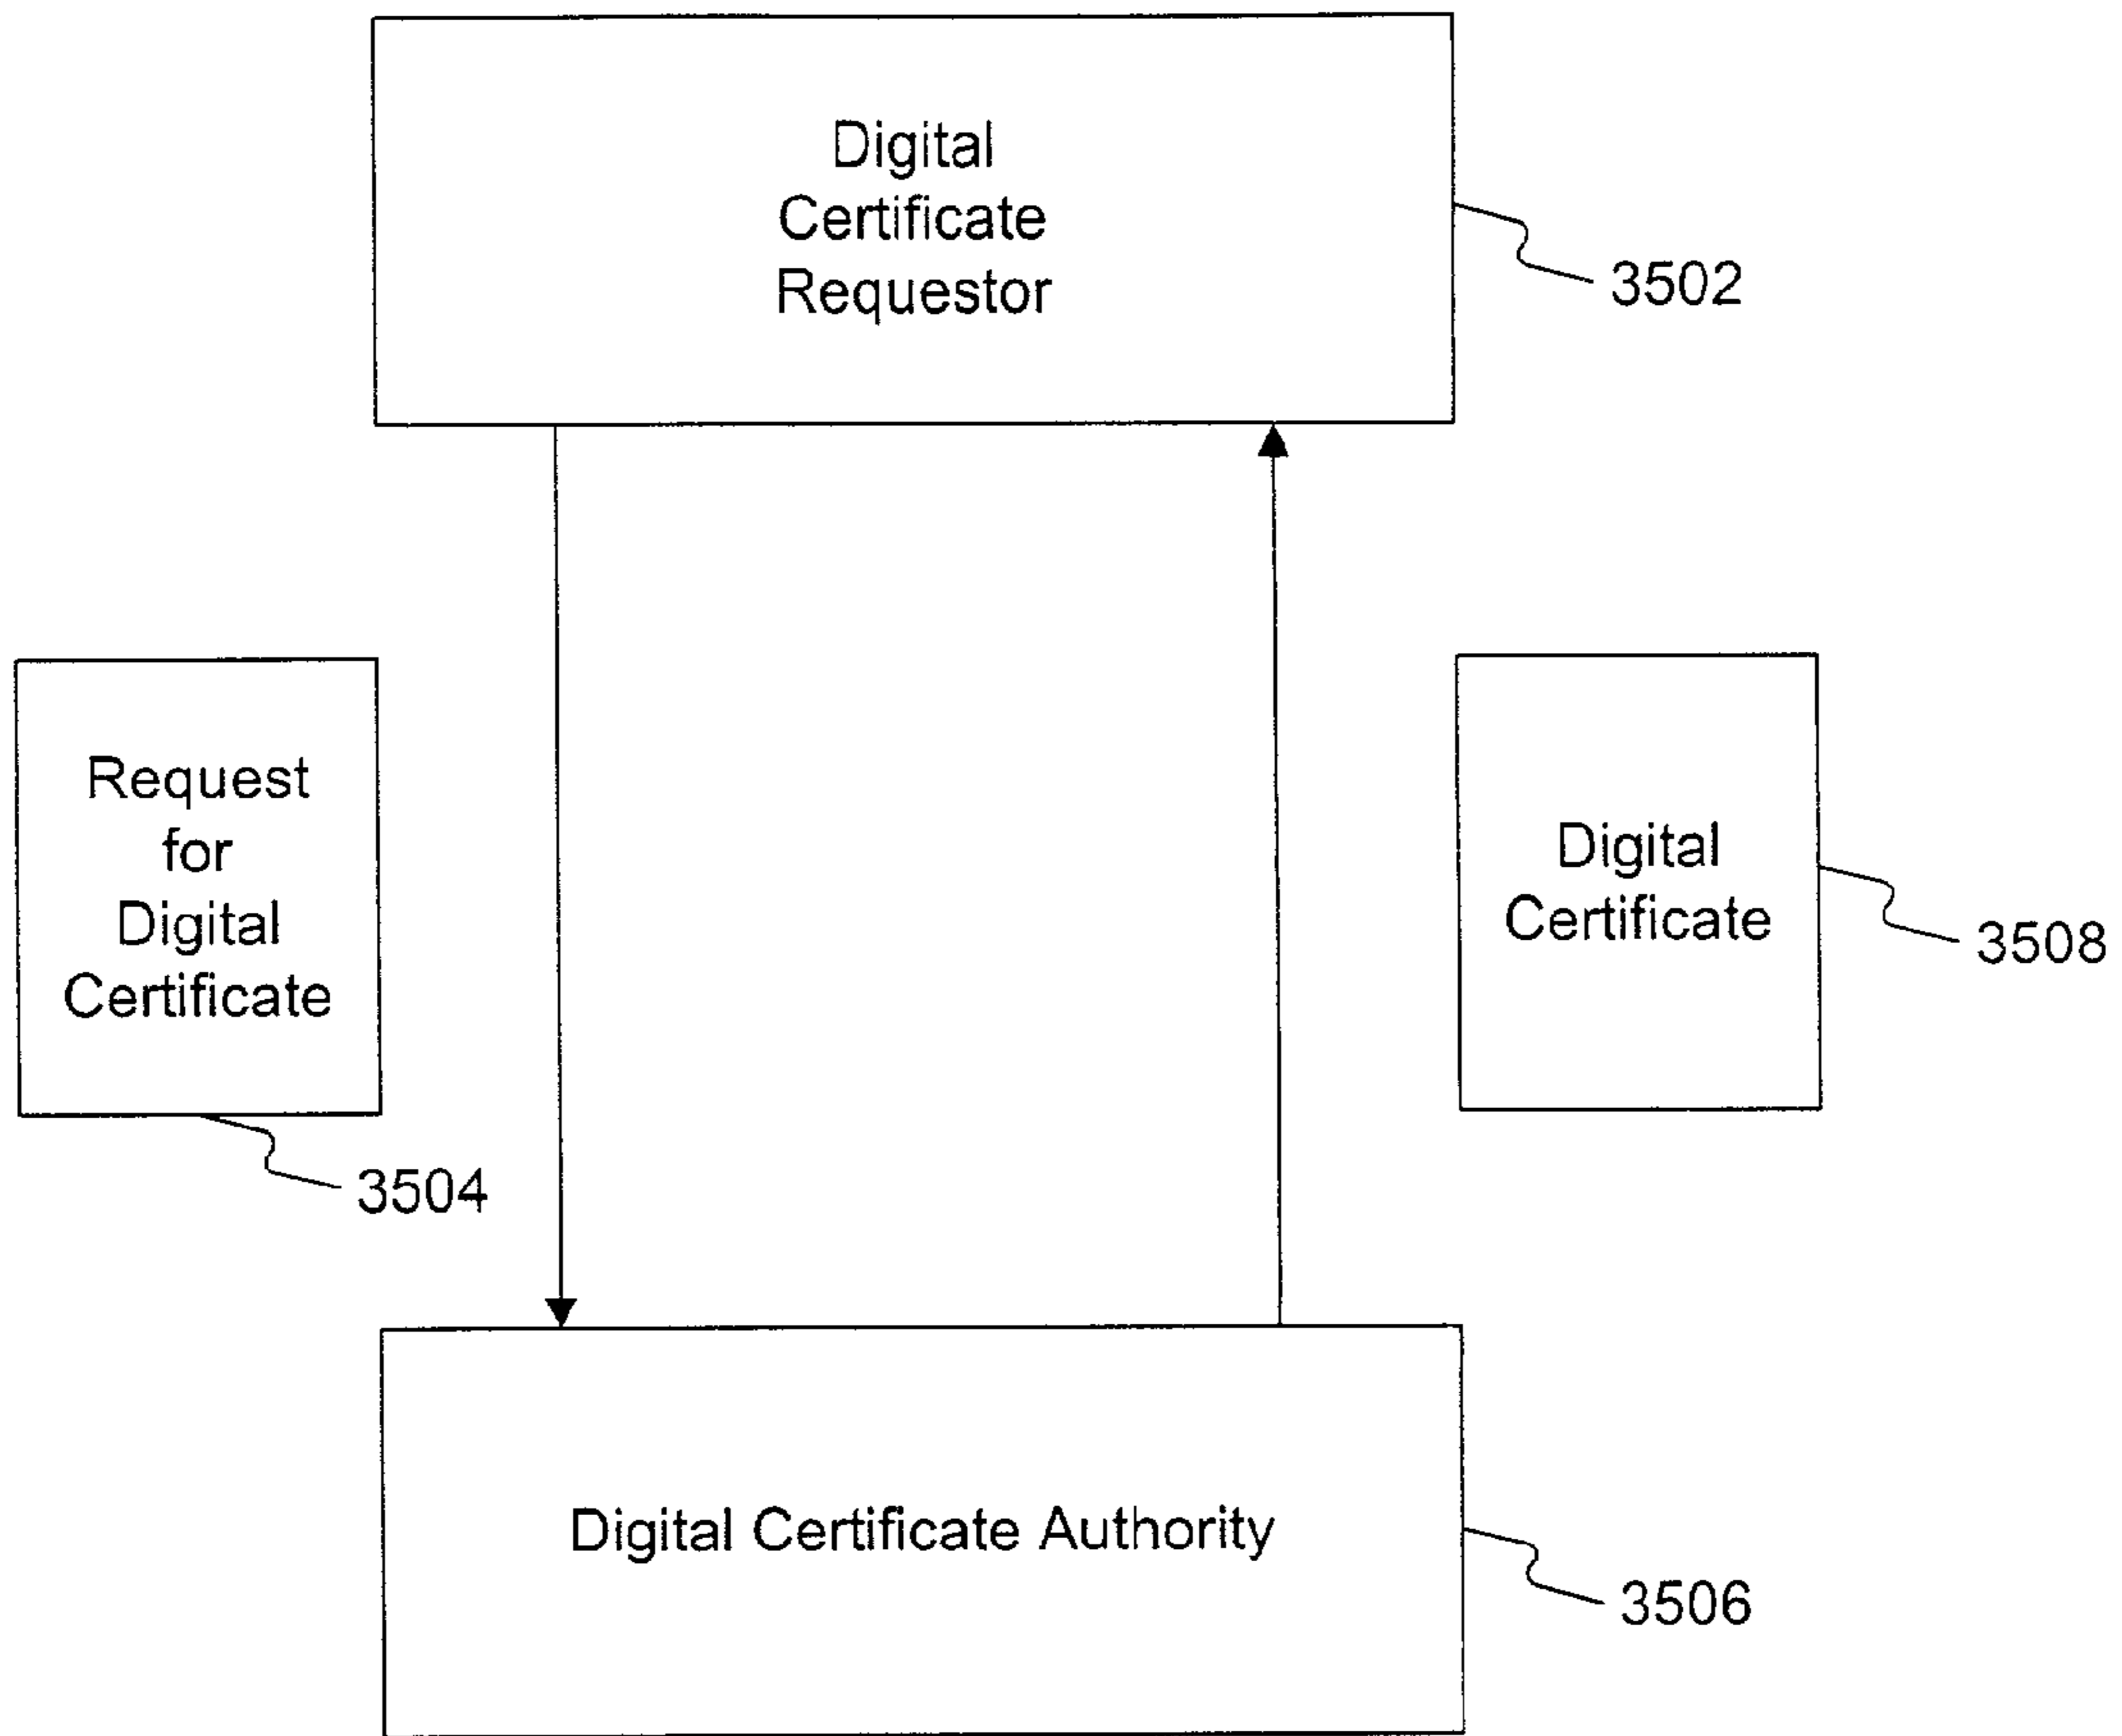 Digital
Certificate
Requestor
3502
Request
for
Digital
Certificate
3504
Digital
Certificate
3508
Digital Certificate Authority
3506